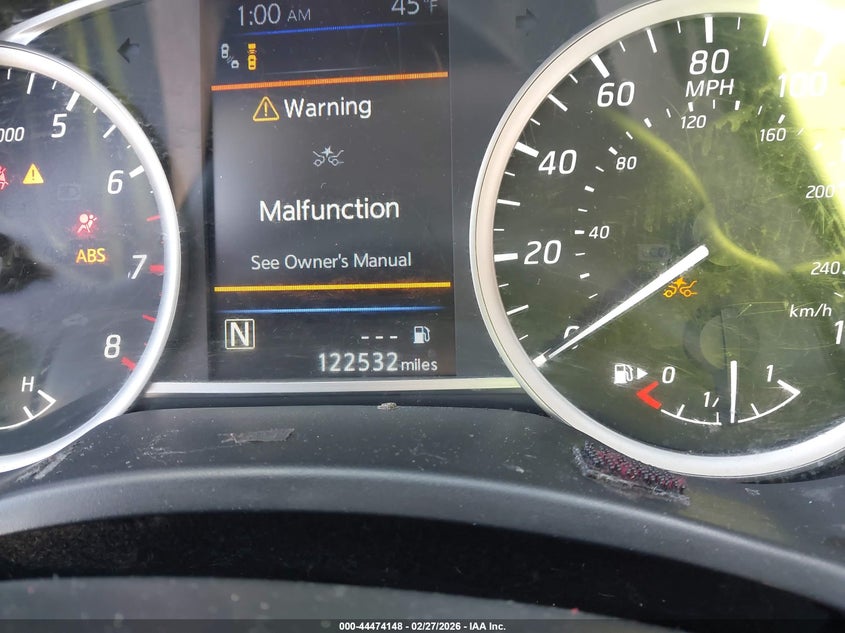 1:00 AM 45°F
Warning
Malfunction
See Owner's Manual
N
---
122532 miles
000
5
6
7
8
ABS
H
0
20
40
60
80
100
MPH
40
80
120
160
200
240
km/h
0
1/
1
000-44474148 - 02/27/2026 - IAA Inc.